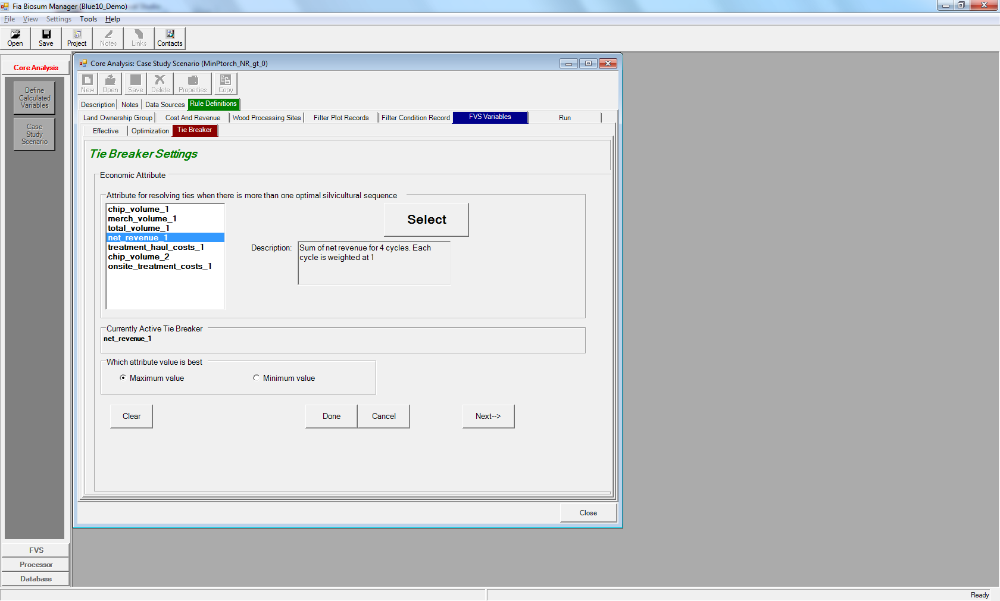 Fia Biosum Manager (Blue10_Demo)
File View Settings Tools Help
Open Save Project Notes Links Contacts
Core Analysis
Define Calculated Variables
Case Study Scenario
FVS
Processor
Database
Core Analysis: Case Study Scenario (MinPtorch_NR_gt_0)
New Open Save Delete Properties Copy
Description Notes Data Sources Rule Definitions
Land Ownership Group Cost And Revenue Wood Processing Sites Filter Plot Records Filter Condition Record FVS Variables Run
Effective Optimization Tie Breaker
Tie Breaker Settings
Economic Attribute
Attribute for resolving ties when there is more than one optimal silvicultural sequence
chip_volume_1
merch_volume_1
total_volume_1
net_revenue_1
treatment_haul_costs_1
chip_volume_2
onsite_treatment_costs_1
Select
Description: Sum of net revenue for 4 cycles. Each
cycle is weighted at 1
Currently Active Tie Breaker
net_revenue_1
Which attribute value is best
Maximum value Minimum value
Clear Done Cancel Next-->
Close
Ready